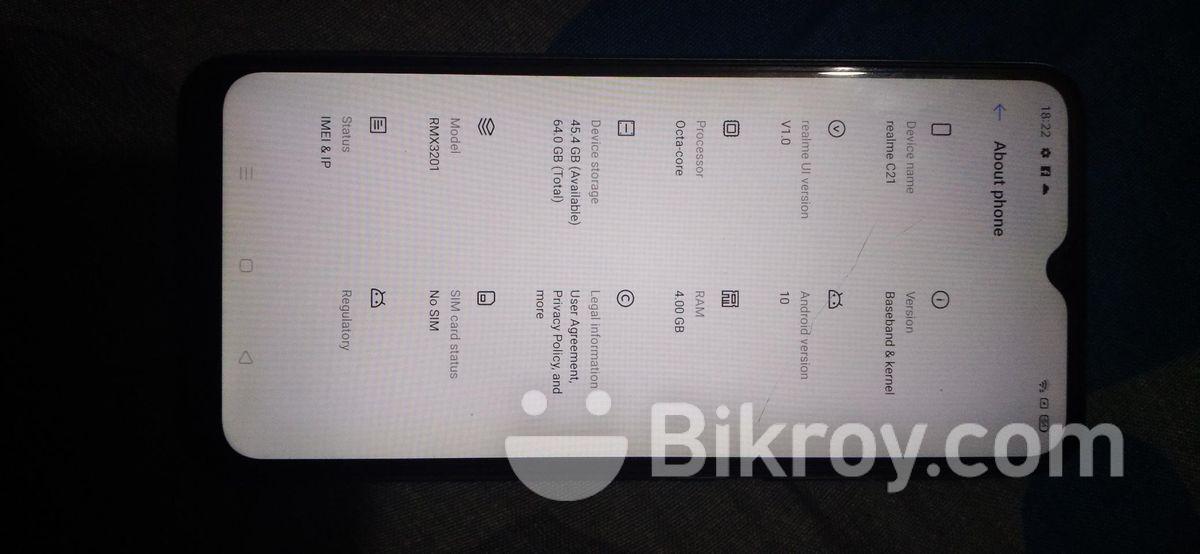 18:22
About phone
Device name
realme C21
Version
Baseband & kernel
realme UI version
V1.0
Android version
10
Processor
Octa-core
RAM
4.00 GB
Device storage
45.4 GB (Available)
64.0 GB (Total)
Legal information
User Agreement,
Privacy Policy, and
more
Model
RMX3201
SIM card status
No SIM
Status
IMEI & IP
Regulatory
Bikroy.com